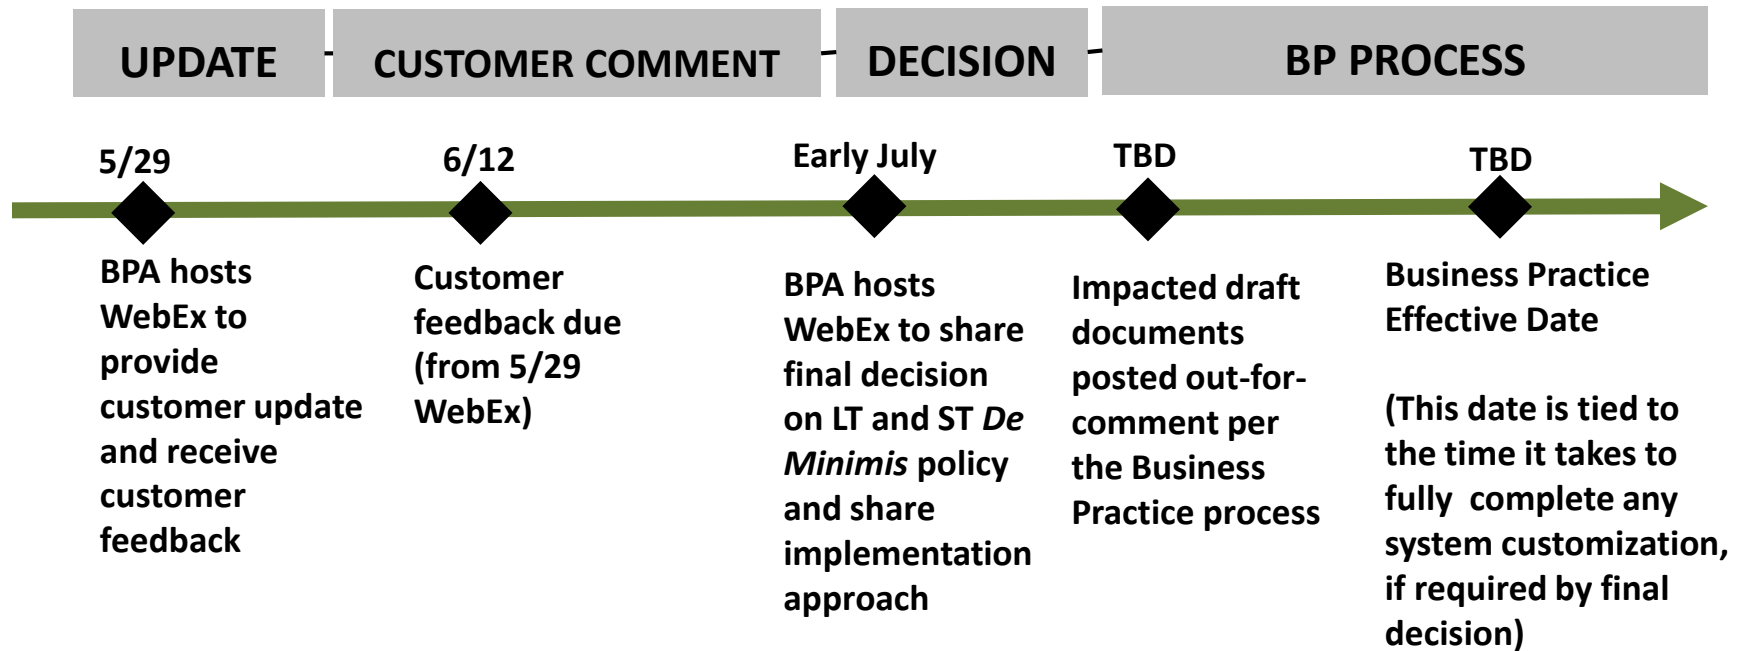 UPDATE
CUSTOMER COMMENT
DECISION
BP PROCESS
5/29
6/12
Early July
TBD
TBD
BPA hosts
WebEx to
provide
customer update
and receive
customer
feedback
Customer
feedback due
(from 5/29
WebEx)
BPA hosts
WebEx to share
final decision
on LT and ST De
Minimis policy
and share
implementation
approach
Impacted draft
documents
posted out-for-
comment per
the Business
Practice process
Business Practice
Effective Date
(This date is tied to
the time it takes to
fully  complete any
system customization,
if required by final
decision)